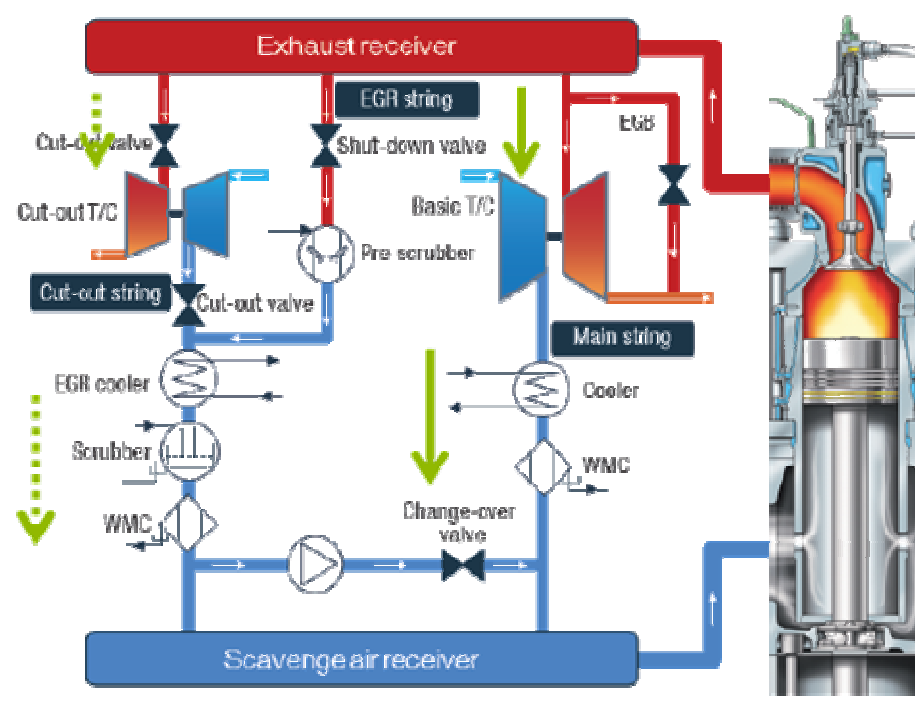 Exhaust receiver
EGR string
Cut-out valve
Shut-down valve
EGB
Cut-out T/C
Basic T/C
Pre scrubber
Cut-out string
Cut-out valve
Main string
EGR cooler
Cooler
Scrubber
WMC
WMC
Change-over
valve
Scavenge air receiver